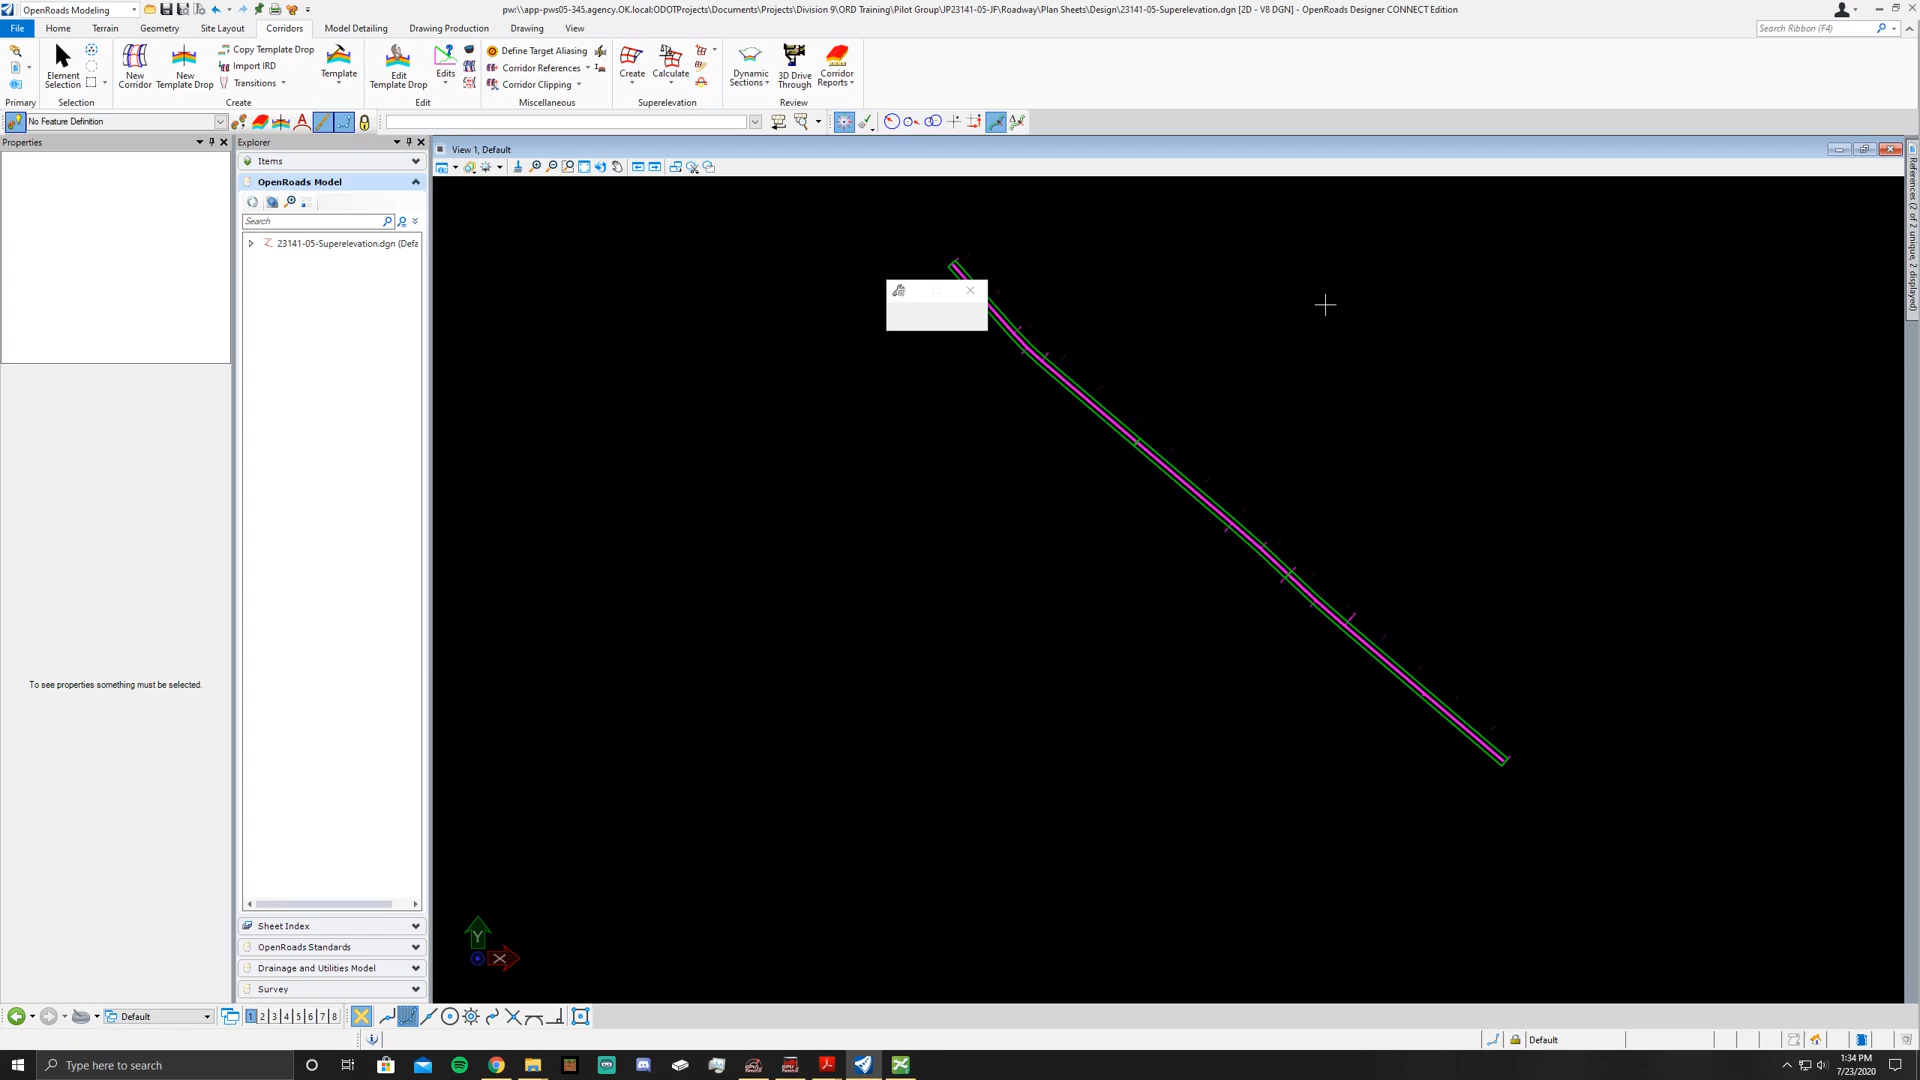 OpenRoads Modeling
pw:\\app-pws05-345.agency.OK.local:ODOTProjects\Documents\Projects\Division 9\ORD Training\Pilot Group\JP23141-05-JF\Roadway\Plan Sheets\Design\23141-05-Superelevation.dgn [2D - V8 DGN] - OpenRoads Designer CONNECT Edition
File Home Terrain Geometry Site Layout Corridors Model Detailing Drawing Production Drawing View
Search Ribbon (F4)
Element Selection
New Corridor
New Template Drop
Copy Template Drop
Import IRD
Transitions
Template
Edit Template Drop
Edits
Define Target Aliasing
Corridor References
Corridor Clipping
Create
Calculate
Dynamic Sections
3D Drive Through
Corridor Reports
Primary Selection Create Edit Miscellaneous Superelevation Review
No Feature Definition
Properties
Explorer
View 1, Default
Items
OpenRoads Model
Search
23141-05-Superelevation.dgn (Defa
References (2 of 2 unique, 2 displayed)
To see properties something must be selected.
Sheet Index
OpenRoads Standards
Drainage and Utilities Model
Survey
Y
X
Default
1 2 3 4 5 6 7 8
Default
Type here to search
1:34 PM
7/23/2020